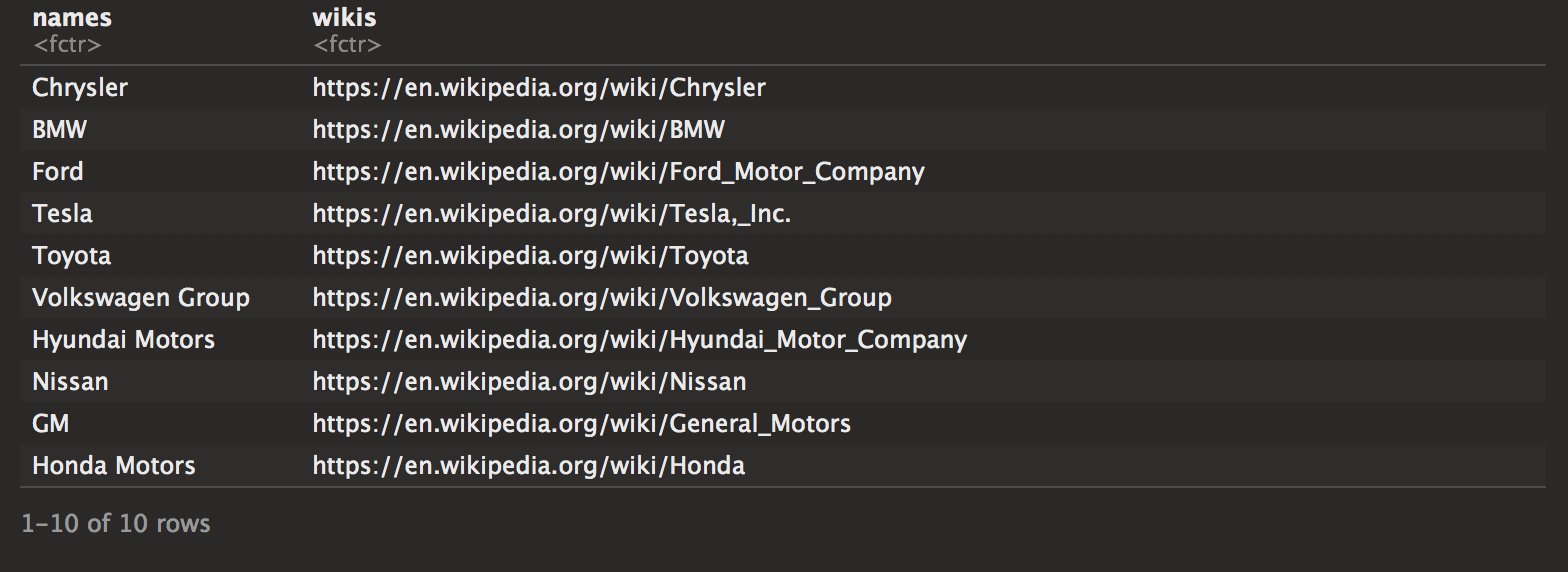 names wikis
<fctr> <fctr>
Chrysler https://en.wikipedia.org/wiki/Chrysler
BMW https://en.wikipedia.org/wiki/BMW
Ford https://en.wikipedia.org/wiki/Ford_Motor_Company
Tesla https://en.wikipedia.org/wiki/Tesla,_Inc.
Toyota https://en.wikipedia.org/wiki/Toyota
Volkswagen Group https://en.wikipedia.org/wiki/Volkswagen_Group
Hyundai Motors https://en.wikipedia.org/wiki/Hyundai_Motor_Company
Nissan https://en.wikipedia.org/wiki/Nissan
GM https://en.wikipedia.org/wiki/General_Motors
Honda Motors https://en.wikipedia.org/wiki/Honda
1-10 of 10 rows